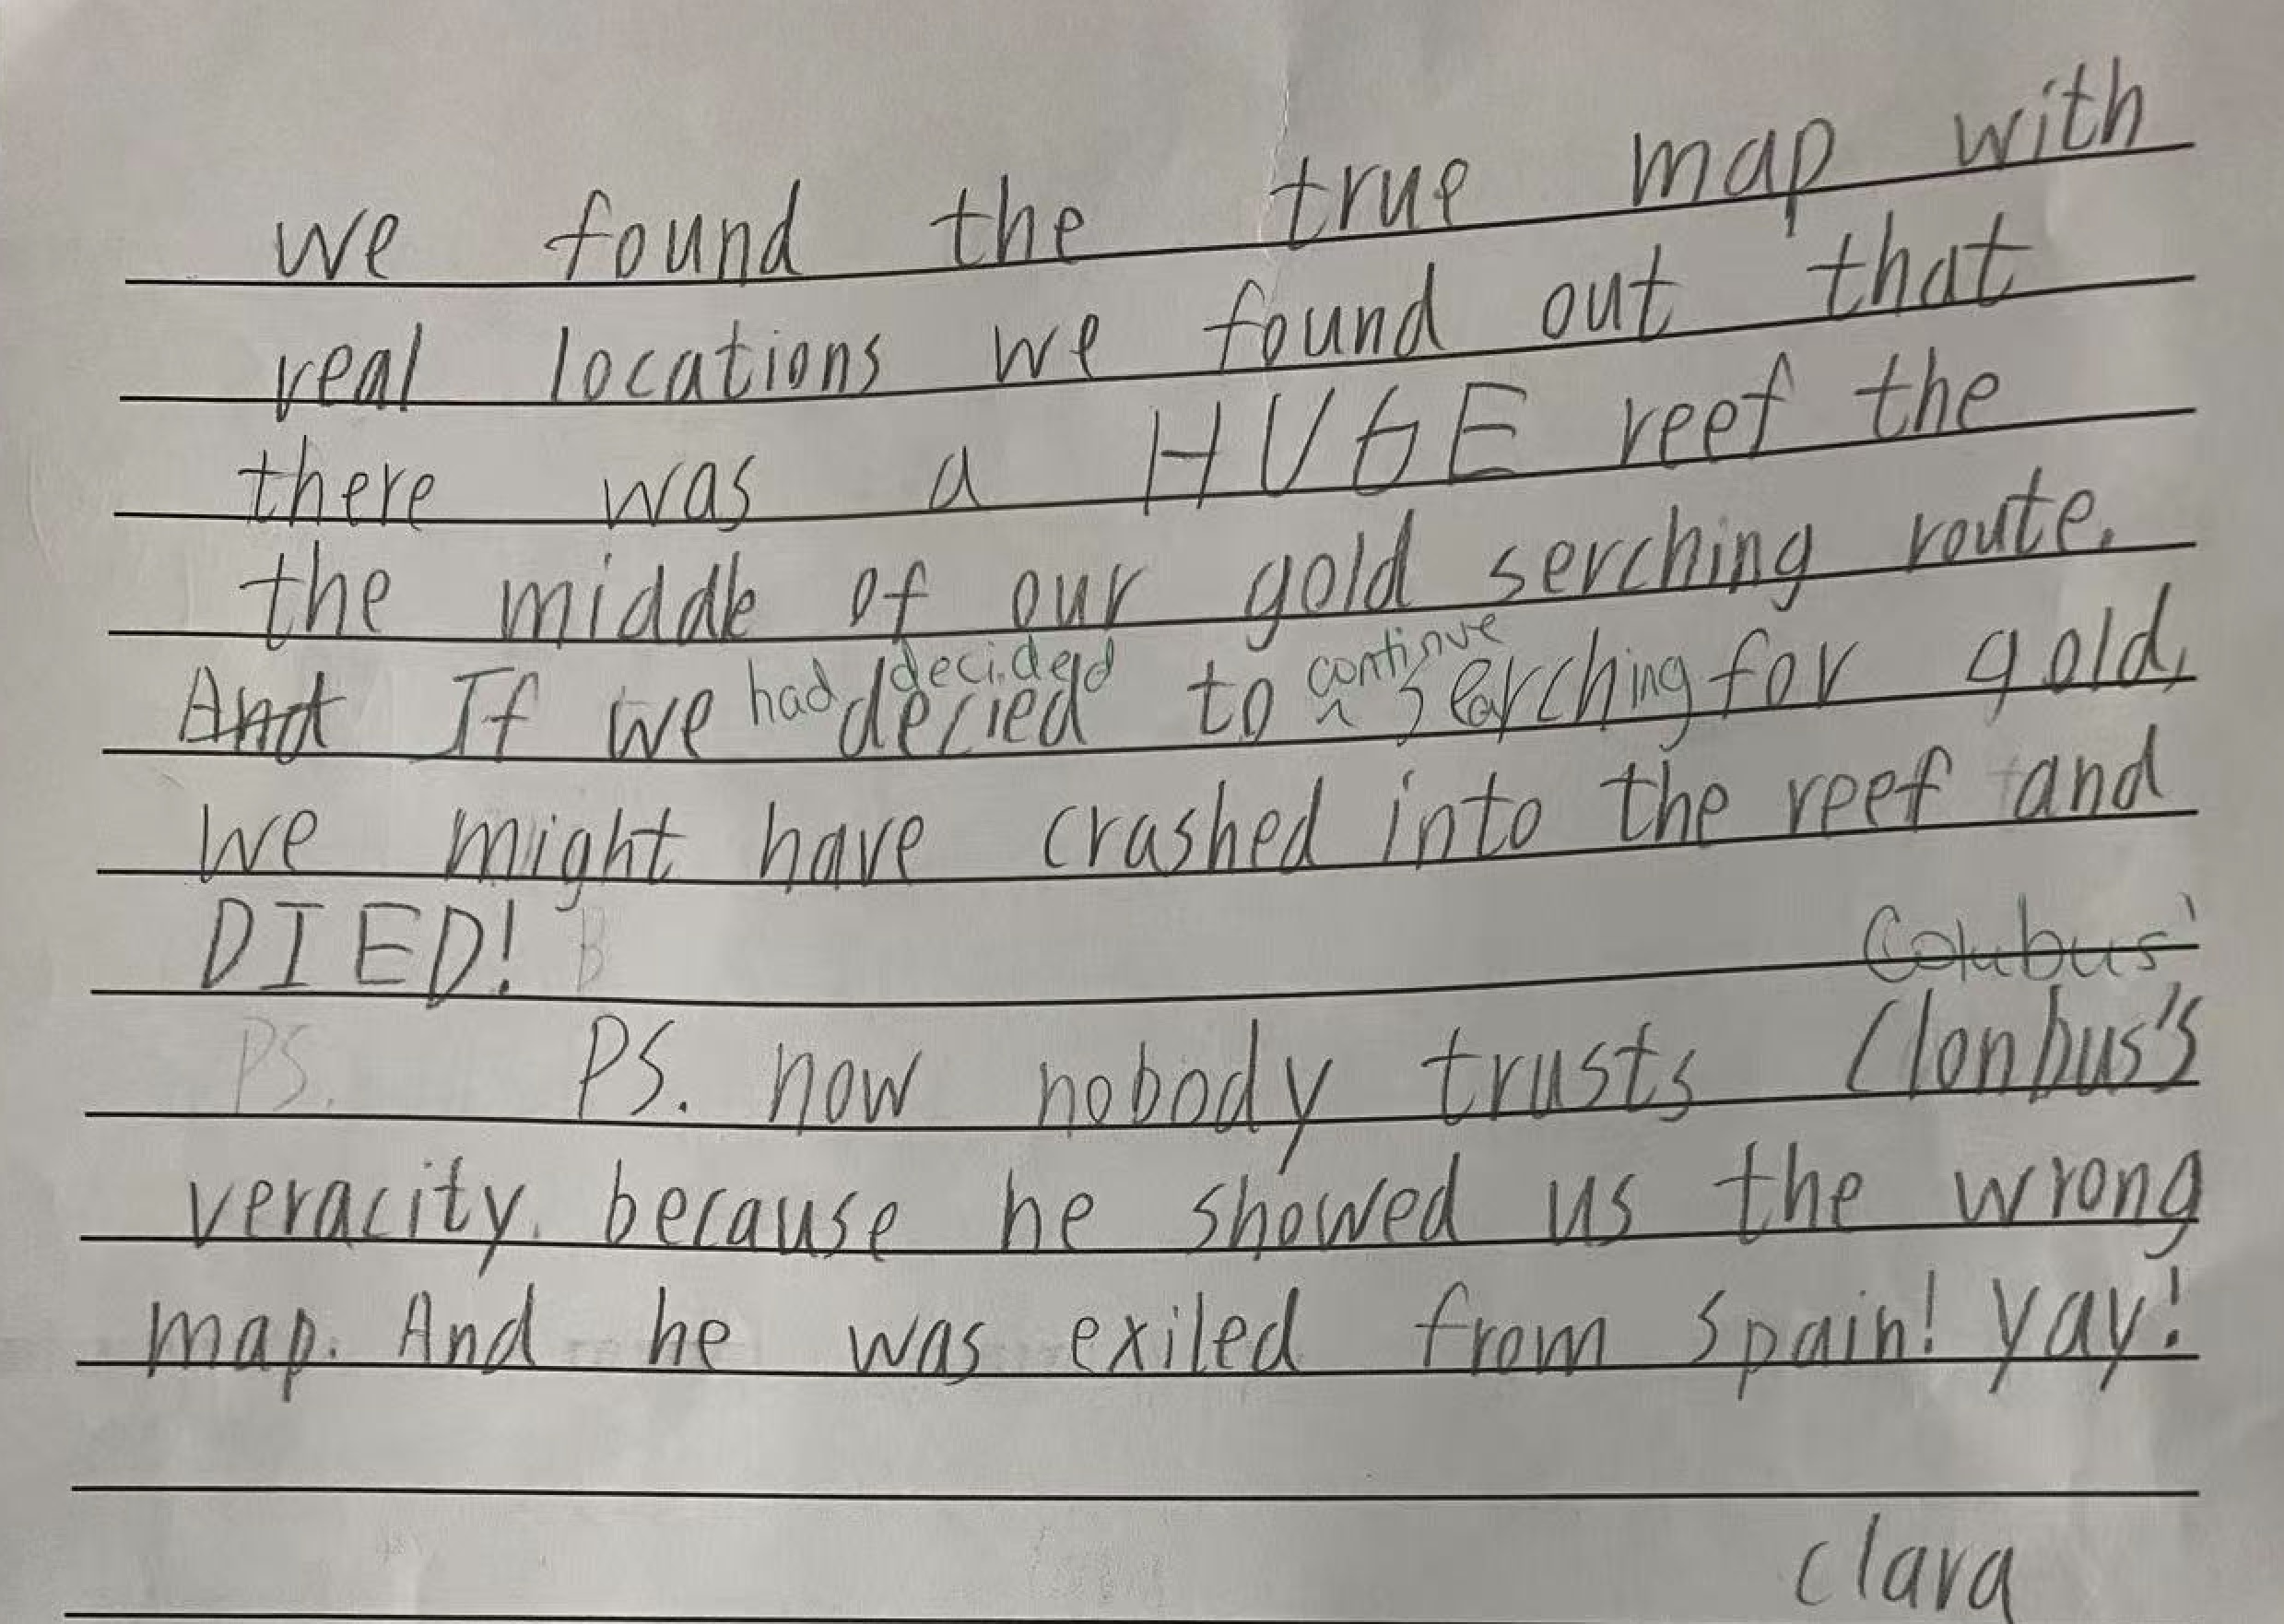 we found the true map with
real locations we found out that
there was a HUGE reef the
the middle of our gold serching route.
And If we had decided to continue searching for gold,
we might have crashed into the reef and
DIED! B
Colubus'
PS. PS. now nobody trusts Clonbus's
veracity. because he showed us the wrong
map. And he was exiled from Spain! Yay!
clara